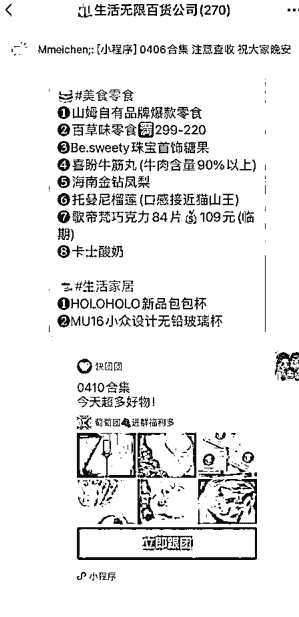 生活无限百货公司(270)
Mmeichen;: [小程序] 0406合集 注意查收 祝大家晚安
#美食零食
❶山姆自有品牌爆款零食
❷百草味零食🈵299-220
❸Be.sweety珠宝首饰糖果
❹喜盼牛筋丸(牛肉含量90%以上)
❺海南金钻凤梨
❻托曼尼榴莲(口感接近猫山王)
❼歌帝梵巧克力84片💰109元(临
期)
❽卡士酸奶
#生活家居
❶HOLOHOLO新品包包杯
❷MU16小众设计无铅玻璃杯
快团团
0410合集
今天超多好物!
葡萄团🍇进群福利多
立即跟团
小程序